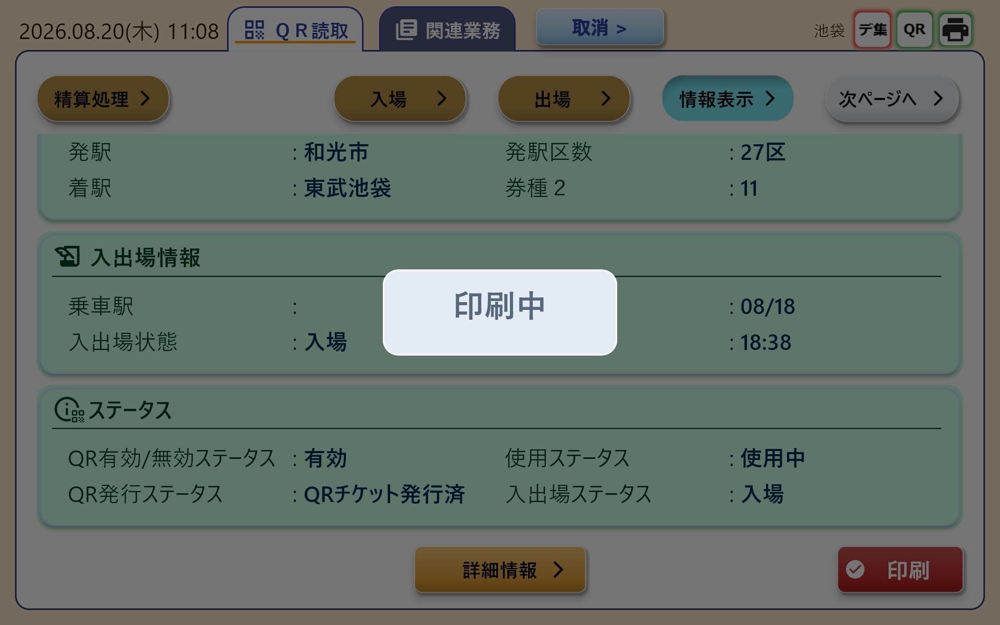 2026.08.20(木) 11:08
ＱＲ読取
関連業務
取消 >
池袋
デ集
QR
精算処理
入場
出場
情報表示
次ページへ
発駅 : 和光市 発駅区数 : 27区
着駅 : 東武池袋 券種２ : 11
入出場情報
乗車駅 : : 08/18
入出場状態 : 入場 : 18:38
印刷中
ステータス
QR有効/無効ステータス : 有効 使用ステータス : 使用中
QR発行ステータス : QRチケット発行済 入出場ステータス : 入場
詳細情報
印刷